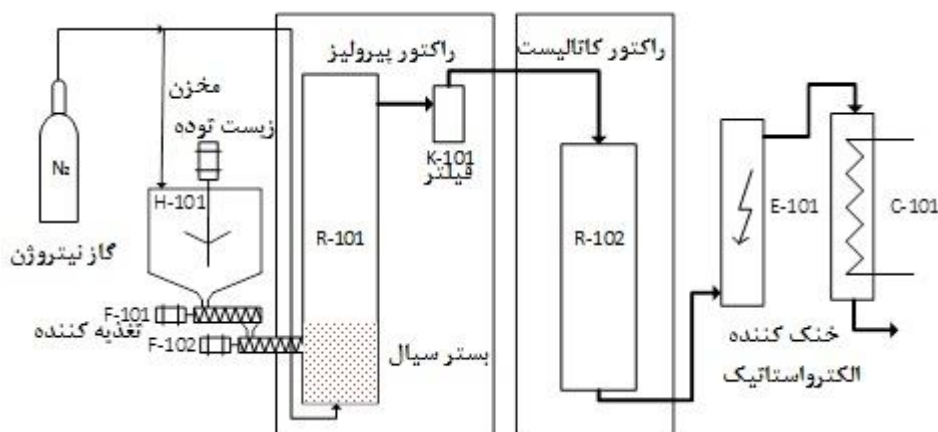 راکتور پیرولیز
راکتور کاتالیست
مخزن
زیست توده
N₂
H-101
K-101
فیلتر
R-101
R-102
E-101
C-101
گاز نیتروژن
F-101
تغذیه کننده
F-102
بستر سیال
خنک کننده
الکترواستاتیک